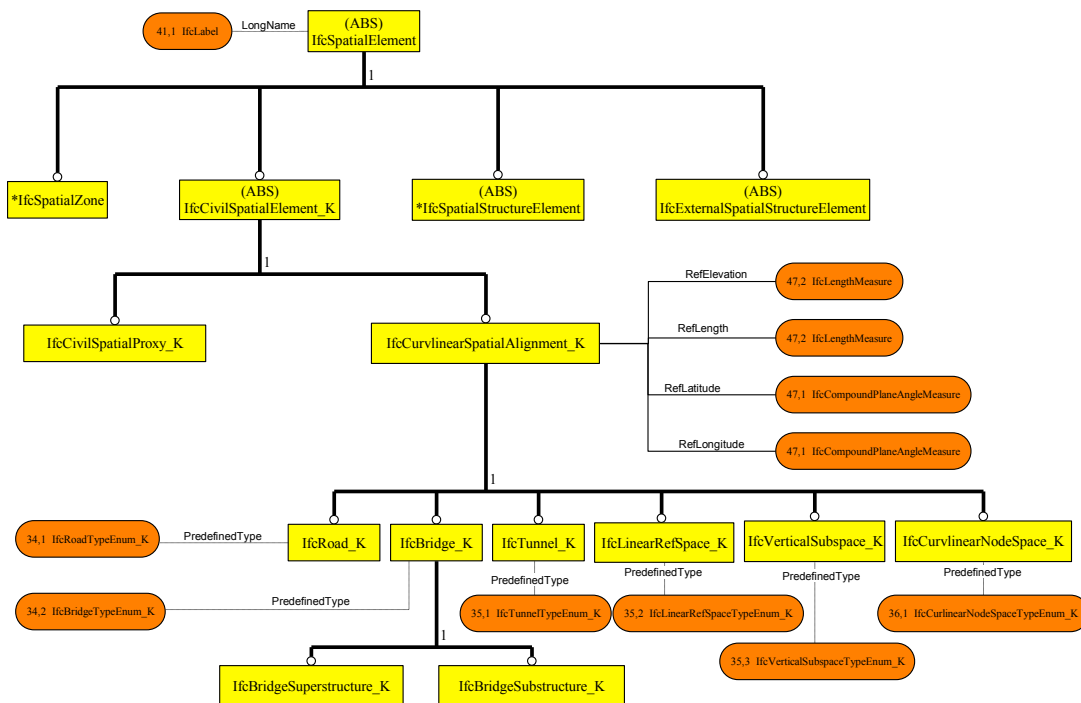 41,1 IfcLabel
LongName
(ABS)
IfcSpatialElement
1
*IfcSpatialZone
(ABS)
IfcCivilSpatialElement_K
(ABS)
*IfcSpatialStructureElement
(ABS)
IfcExternalSpatialStructureElement
1
RefElevation
47,2 IfcLengthMeasure
IfcCivilSpatialProxy_K
IfcCurvlinearSpatialAlignment_K
RefLength
47,2 IfcLengthMeasure
RefLatitude
47,1 IfcCompoundPlaneAngleMeasure
RefLongitude
47,1 IfcCompoundPlaneAngleMeasure
1
34,1 IfcRoadTypeEnum_K
PredefinedType
IfcRoad_K
IfcBridge_K
IfcTunnel_K
IfcLinearRefSpace_K
IfcVerticalSubspace_K
IfcCurvlinearNodeSpace_K
PredefinedType
PredefinedType
PredefinedType
PredefinedType
34,2 IfcBridgeTypeEnum_K
PredefinedType
35,1 IfcTunnelTypeEnum_K
35,2 IfcLinearRefSpaceTypeEnum_K
36,1 IfcCurlinearNodeSpaceTypeEnum_K
1
35,3 IfcVerticalSubspaceTypeEnum_K
IfcBridgeSuperstructure_K
IfcBridgeSubstructure_K